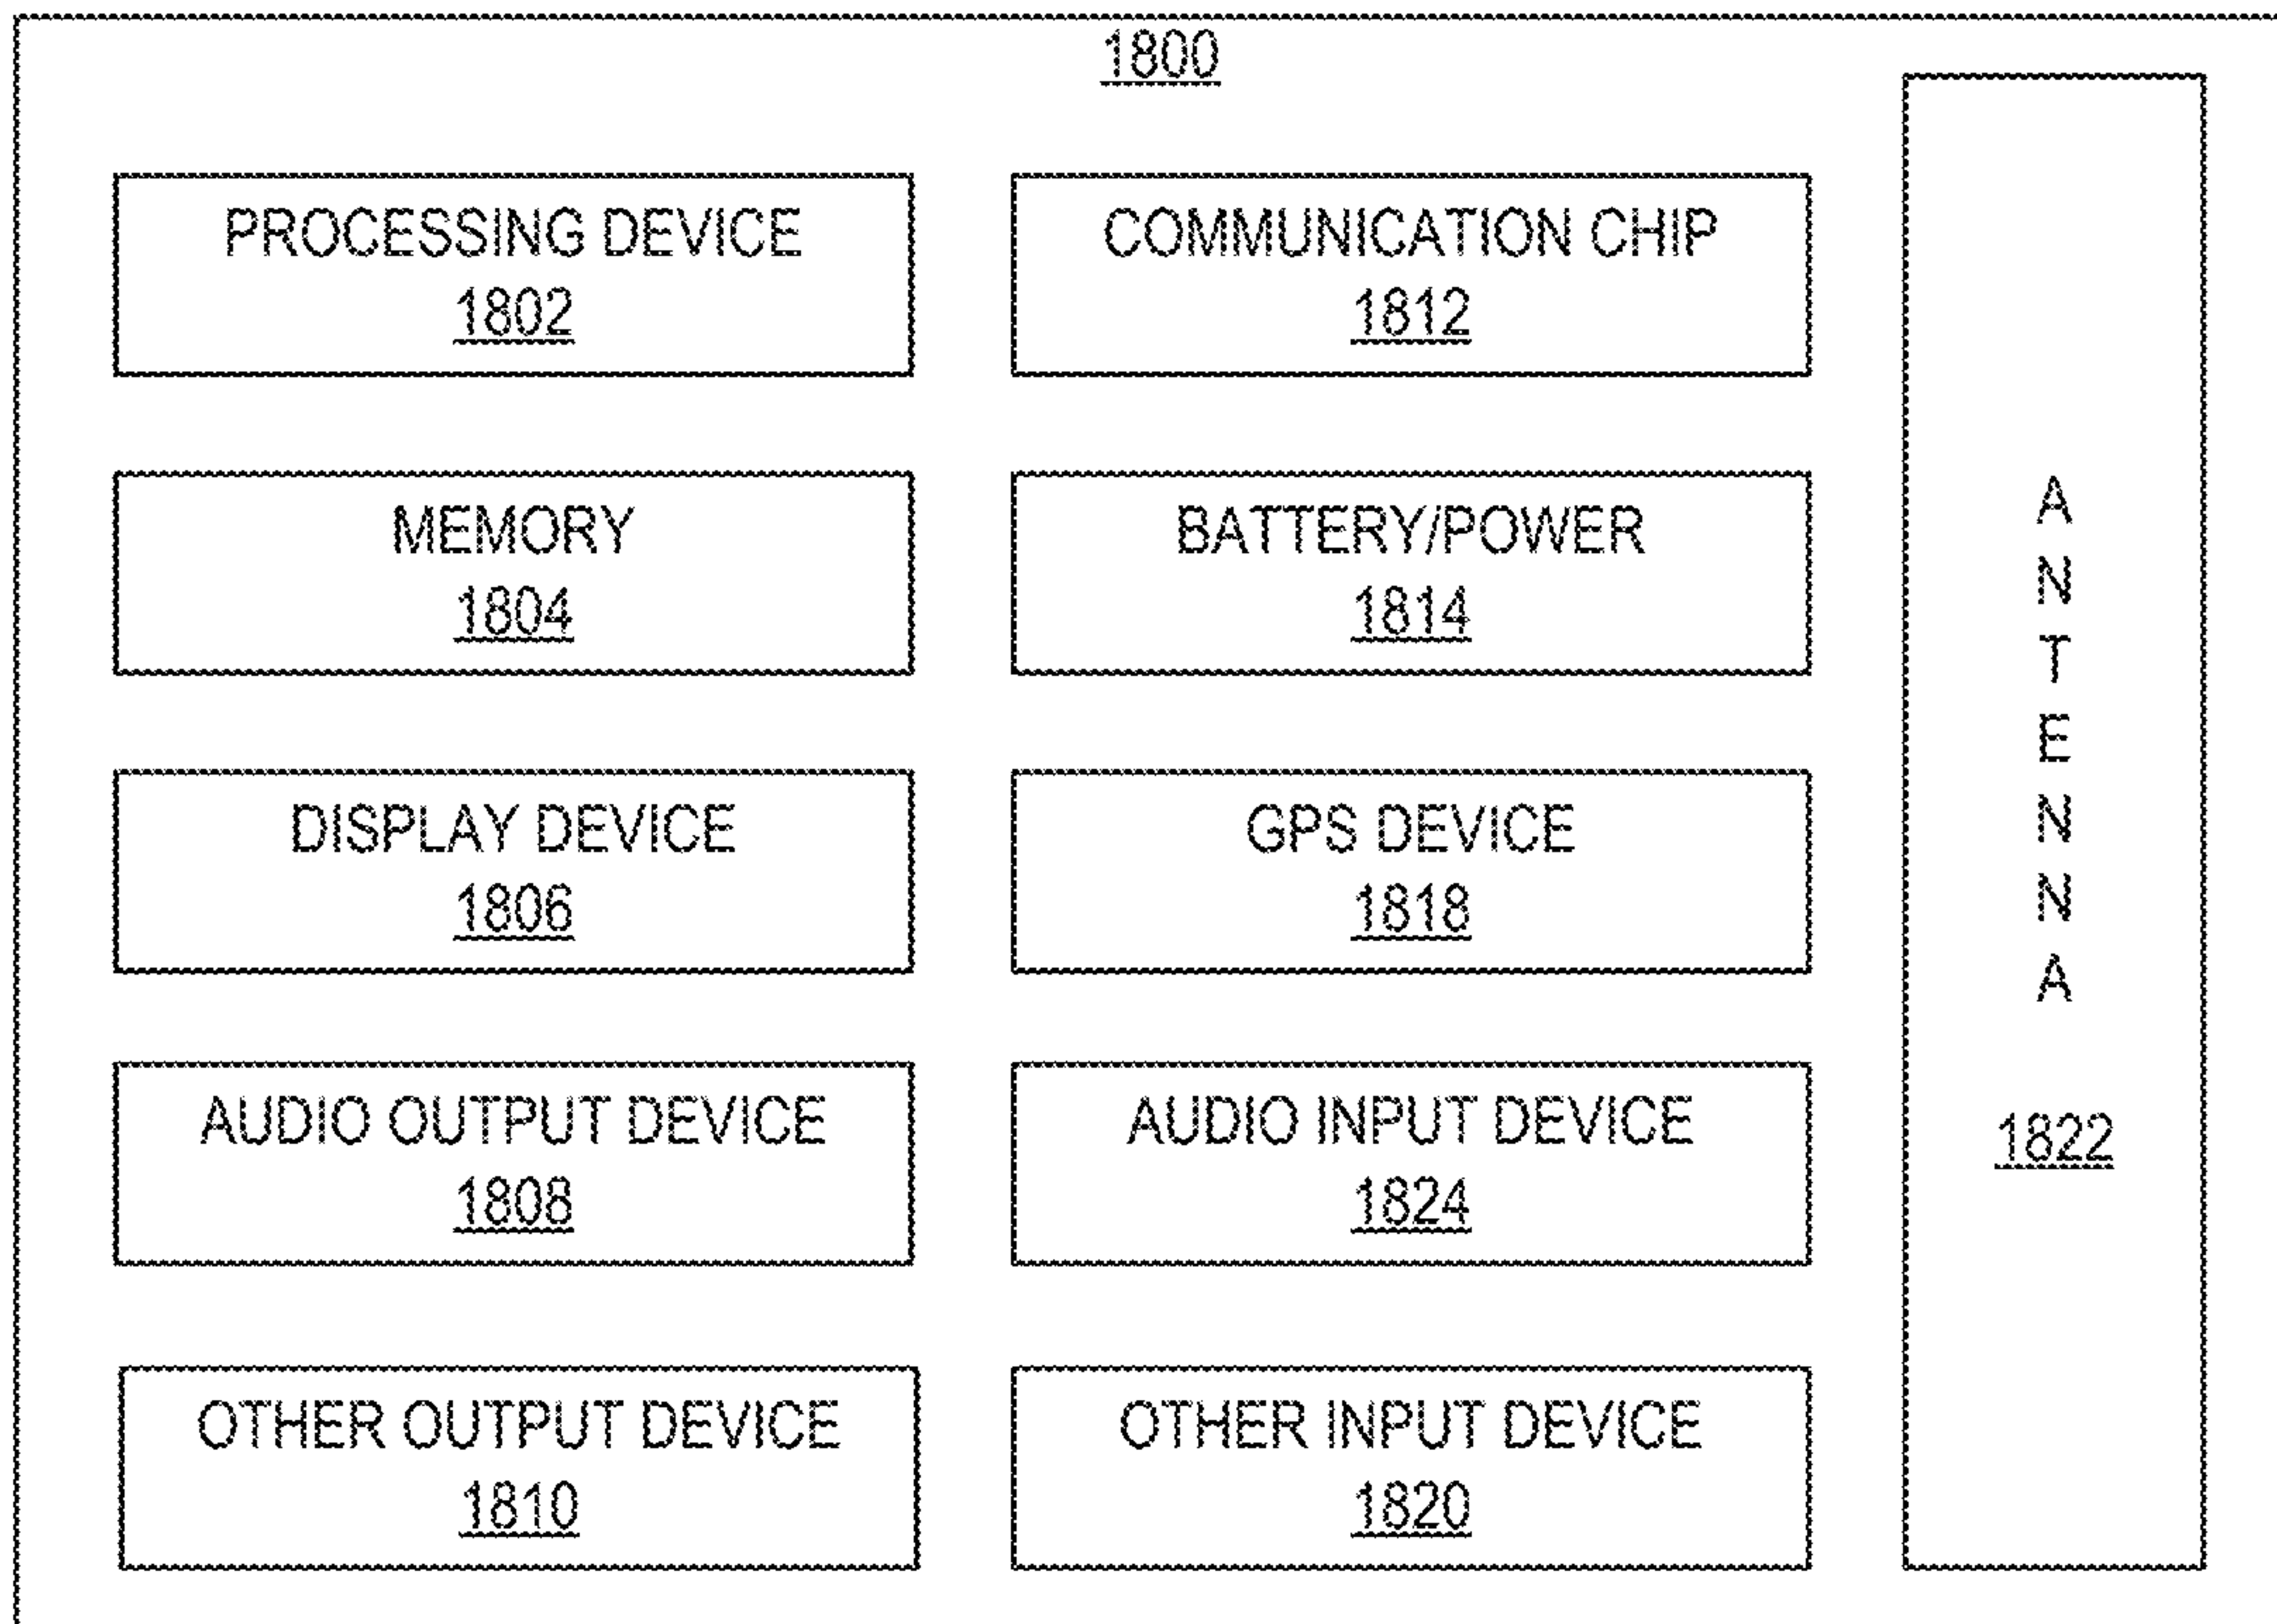 1800
PROCESSING DEVICE
1802
COMMUNICATION CHIP
1812
MEMORY
1804
BATTERY/POWER
1814
DISPLAY DEVICE
1806
GPS DEVICE
1818
AUDIO OUTPUT DEVICE
1808
AUDIO INPUT DEVICE
1824
OTHER OUTPUT DEVICE
1810
OTHER INPUT DEVICE
1820
ANTENNA
1822